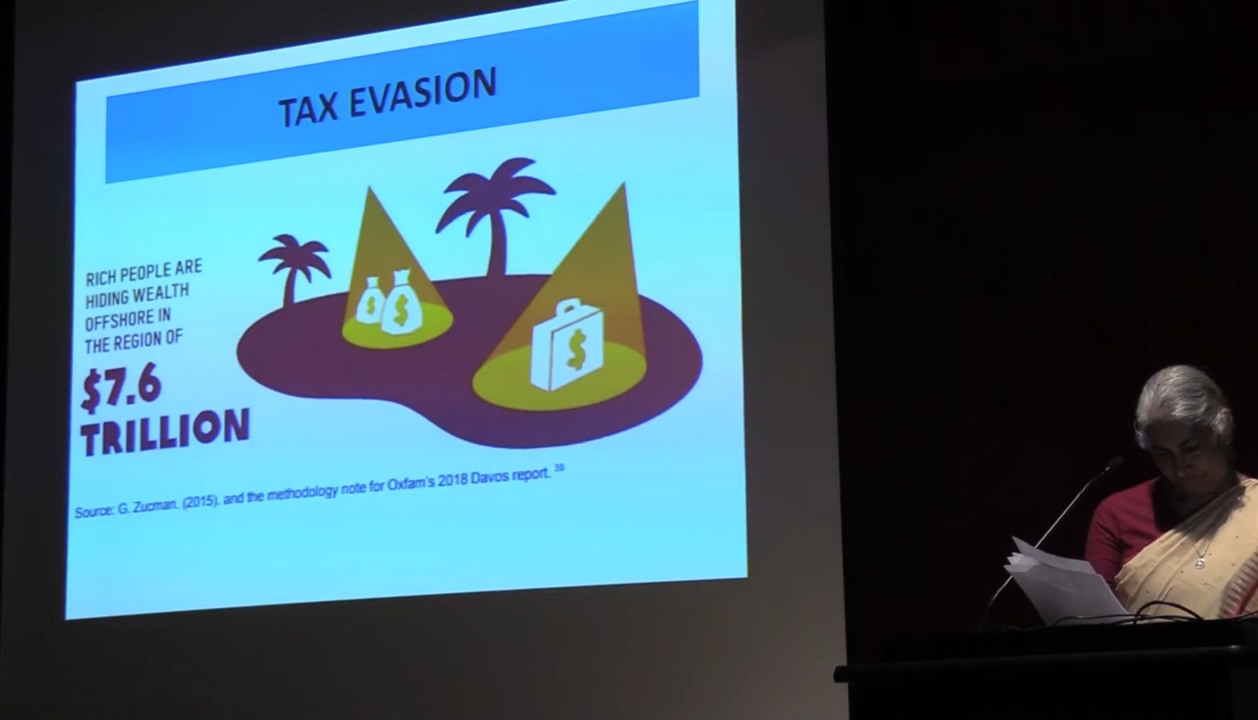 TAX EVASION
RICH PEOPLE ARE
HIDING WEALTH
OFFSHORE IN
THE REGION OF
$7.6
TRILLION
$ $
$
Source: G. Zucman. (2015). and the methodology note for Oxfam's 2018 Davos report. 39